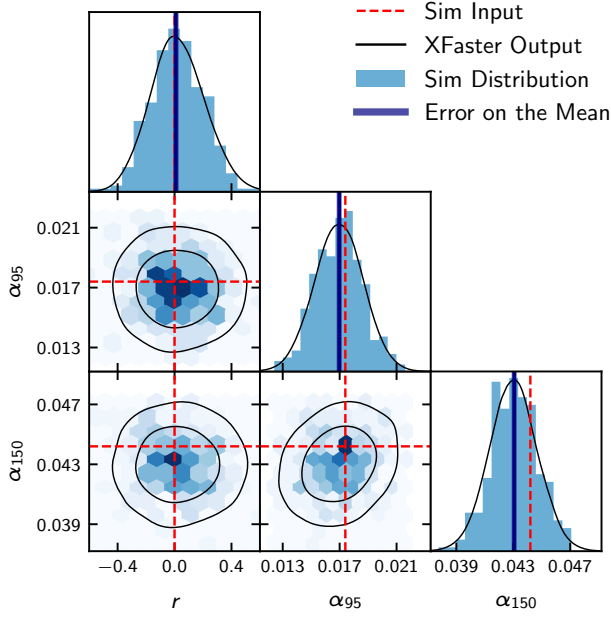 Sim Input
XFaster Output
Sim Distribution
Error on the Mean
0.021
0.017
0.013
α95
0.047
0.043
0.039
α150
−0.4 0.0 0.4
0.013 0.017 0.021
0.039 0.043 0.047
r
α95
α150